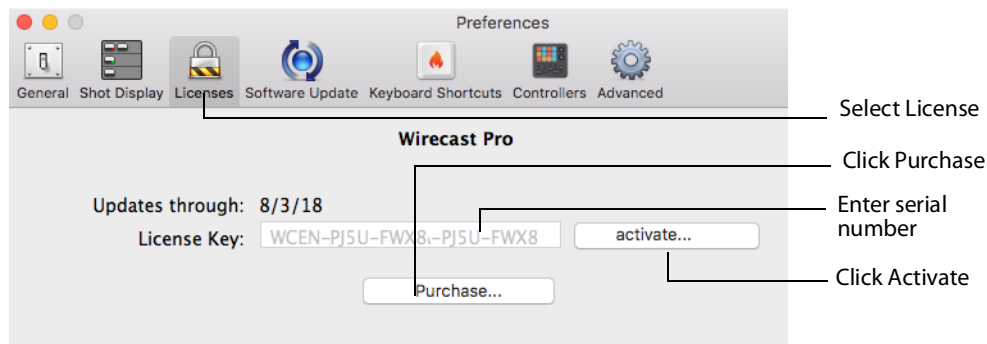 Preferences
General Shot Display Licenses Software Update Keyboard Shortcuts Controllers Advanced
Select License
Wirecast Pro
Click Purchase
Updates through: 8/3/18
Enter serial
number
License Key: WCEN-PJ5U-FWX8-PJ5U-FWX8 activate...
Click Activate
Purchase...